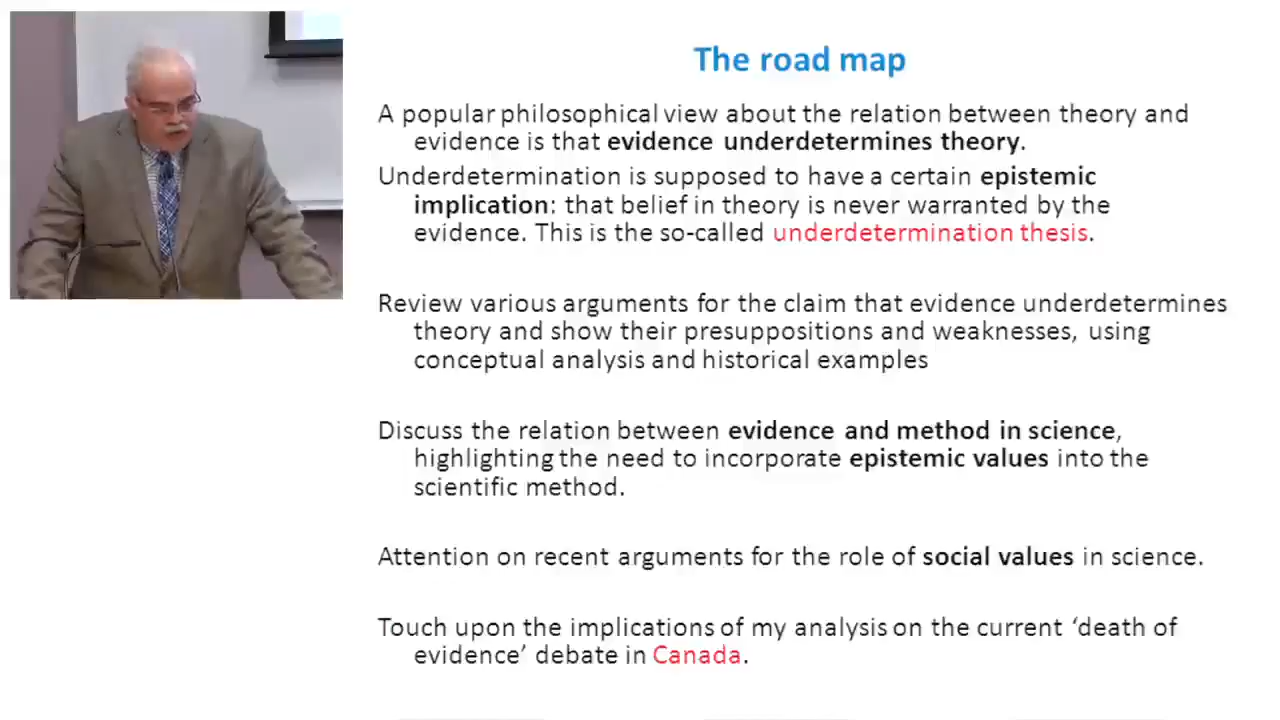 The road map
A popular philosophical view about the relation between theory and
evidence is that evidence underdetermines theory.
Underdetermination is supposed to have a certain epistemic
implication: that belief in theory is never warranted by the
evidence. This is the so-called underdetermination thesis.
Review various arguments for the claim that evidence underdetermines
theory and show their presuppositions and weaknesses, using
conceptual analysis and historical examples
Discuss the relation between evidence and method in science,
highlighting the need to incorporate epistemic values into the
scientific method.
Attention on recent arguments for the role of social values in science.
Touch upon the implications of my analysis on the current ‘death of
evidence’ debate in Canada.